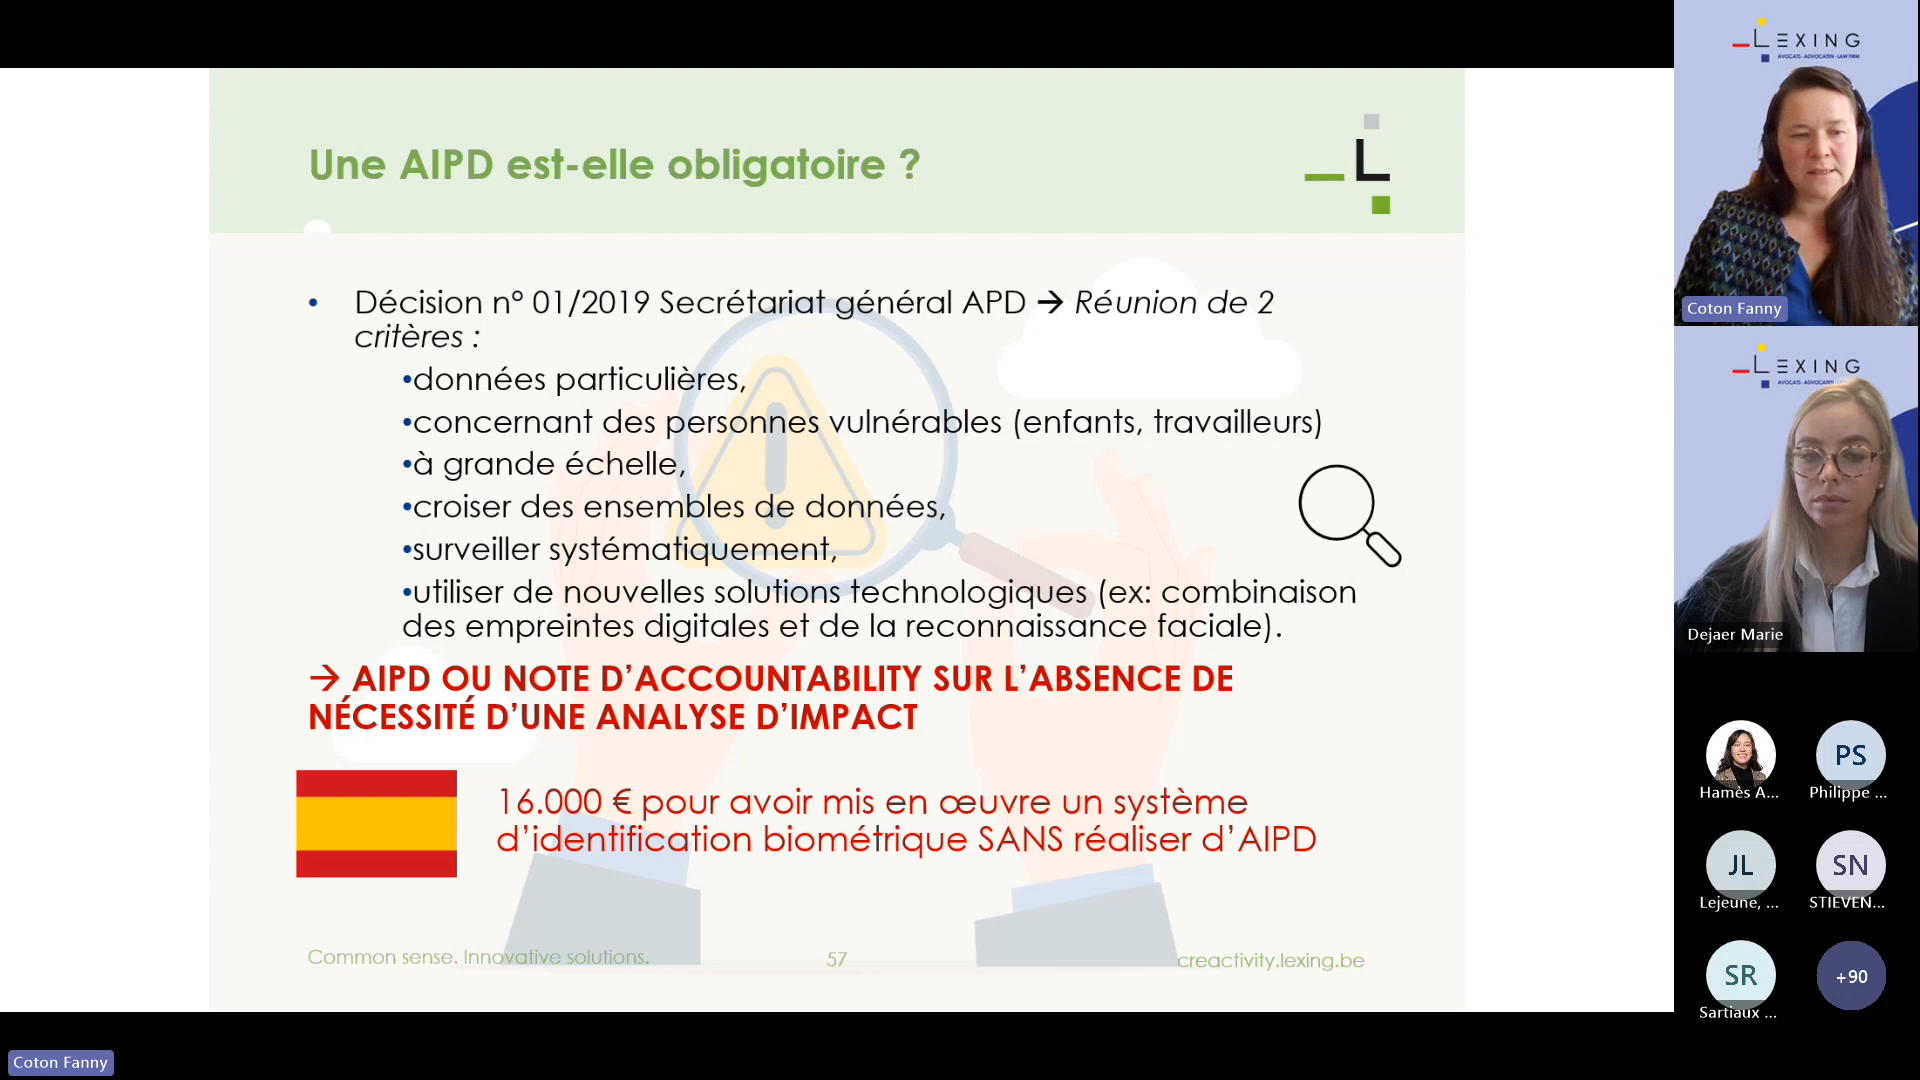 Une AIPD est-elle obligatoire ?
L
• Décision n° 01/2019 Secrétariat général APD → Réunion de 2
critères :
•données particulières,
•concernant des personnes vulnérables (enfants, travailleurs)
•à grande échelle,
•croiser des ensembles de données,
•surveiller systématiquement,
•utiliser de nouvelles solutions technologiques (ex: combinaison
des empreintes digitales et de la reconnaissance faciale).
→ AIPD OU NOTE D’ACCOUNTABILITY SUR L’ABSENCE DE
NÉCESSITÉ D’UNE ANALYSE D’IMPACT
16.000 € pour avoir mis en œuvre un système
d’identification biométrique SANS réaliser d’AIPD
Common sense. Innovative solutions.
57
creactivity.lexing.be
LEXING
AVOCATS - ADVOCATEN - LAW FIRM
Coton Fanny
LEXING
AVOCATS - ADVOCATEN
Dejaer Marie
Hamès A...
PS
Philippe ...
JL
Lejeune, ...
SN
STIEVEN...
SR
Sartiaux ...
+90
Coton Fanny